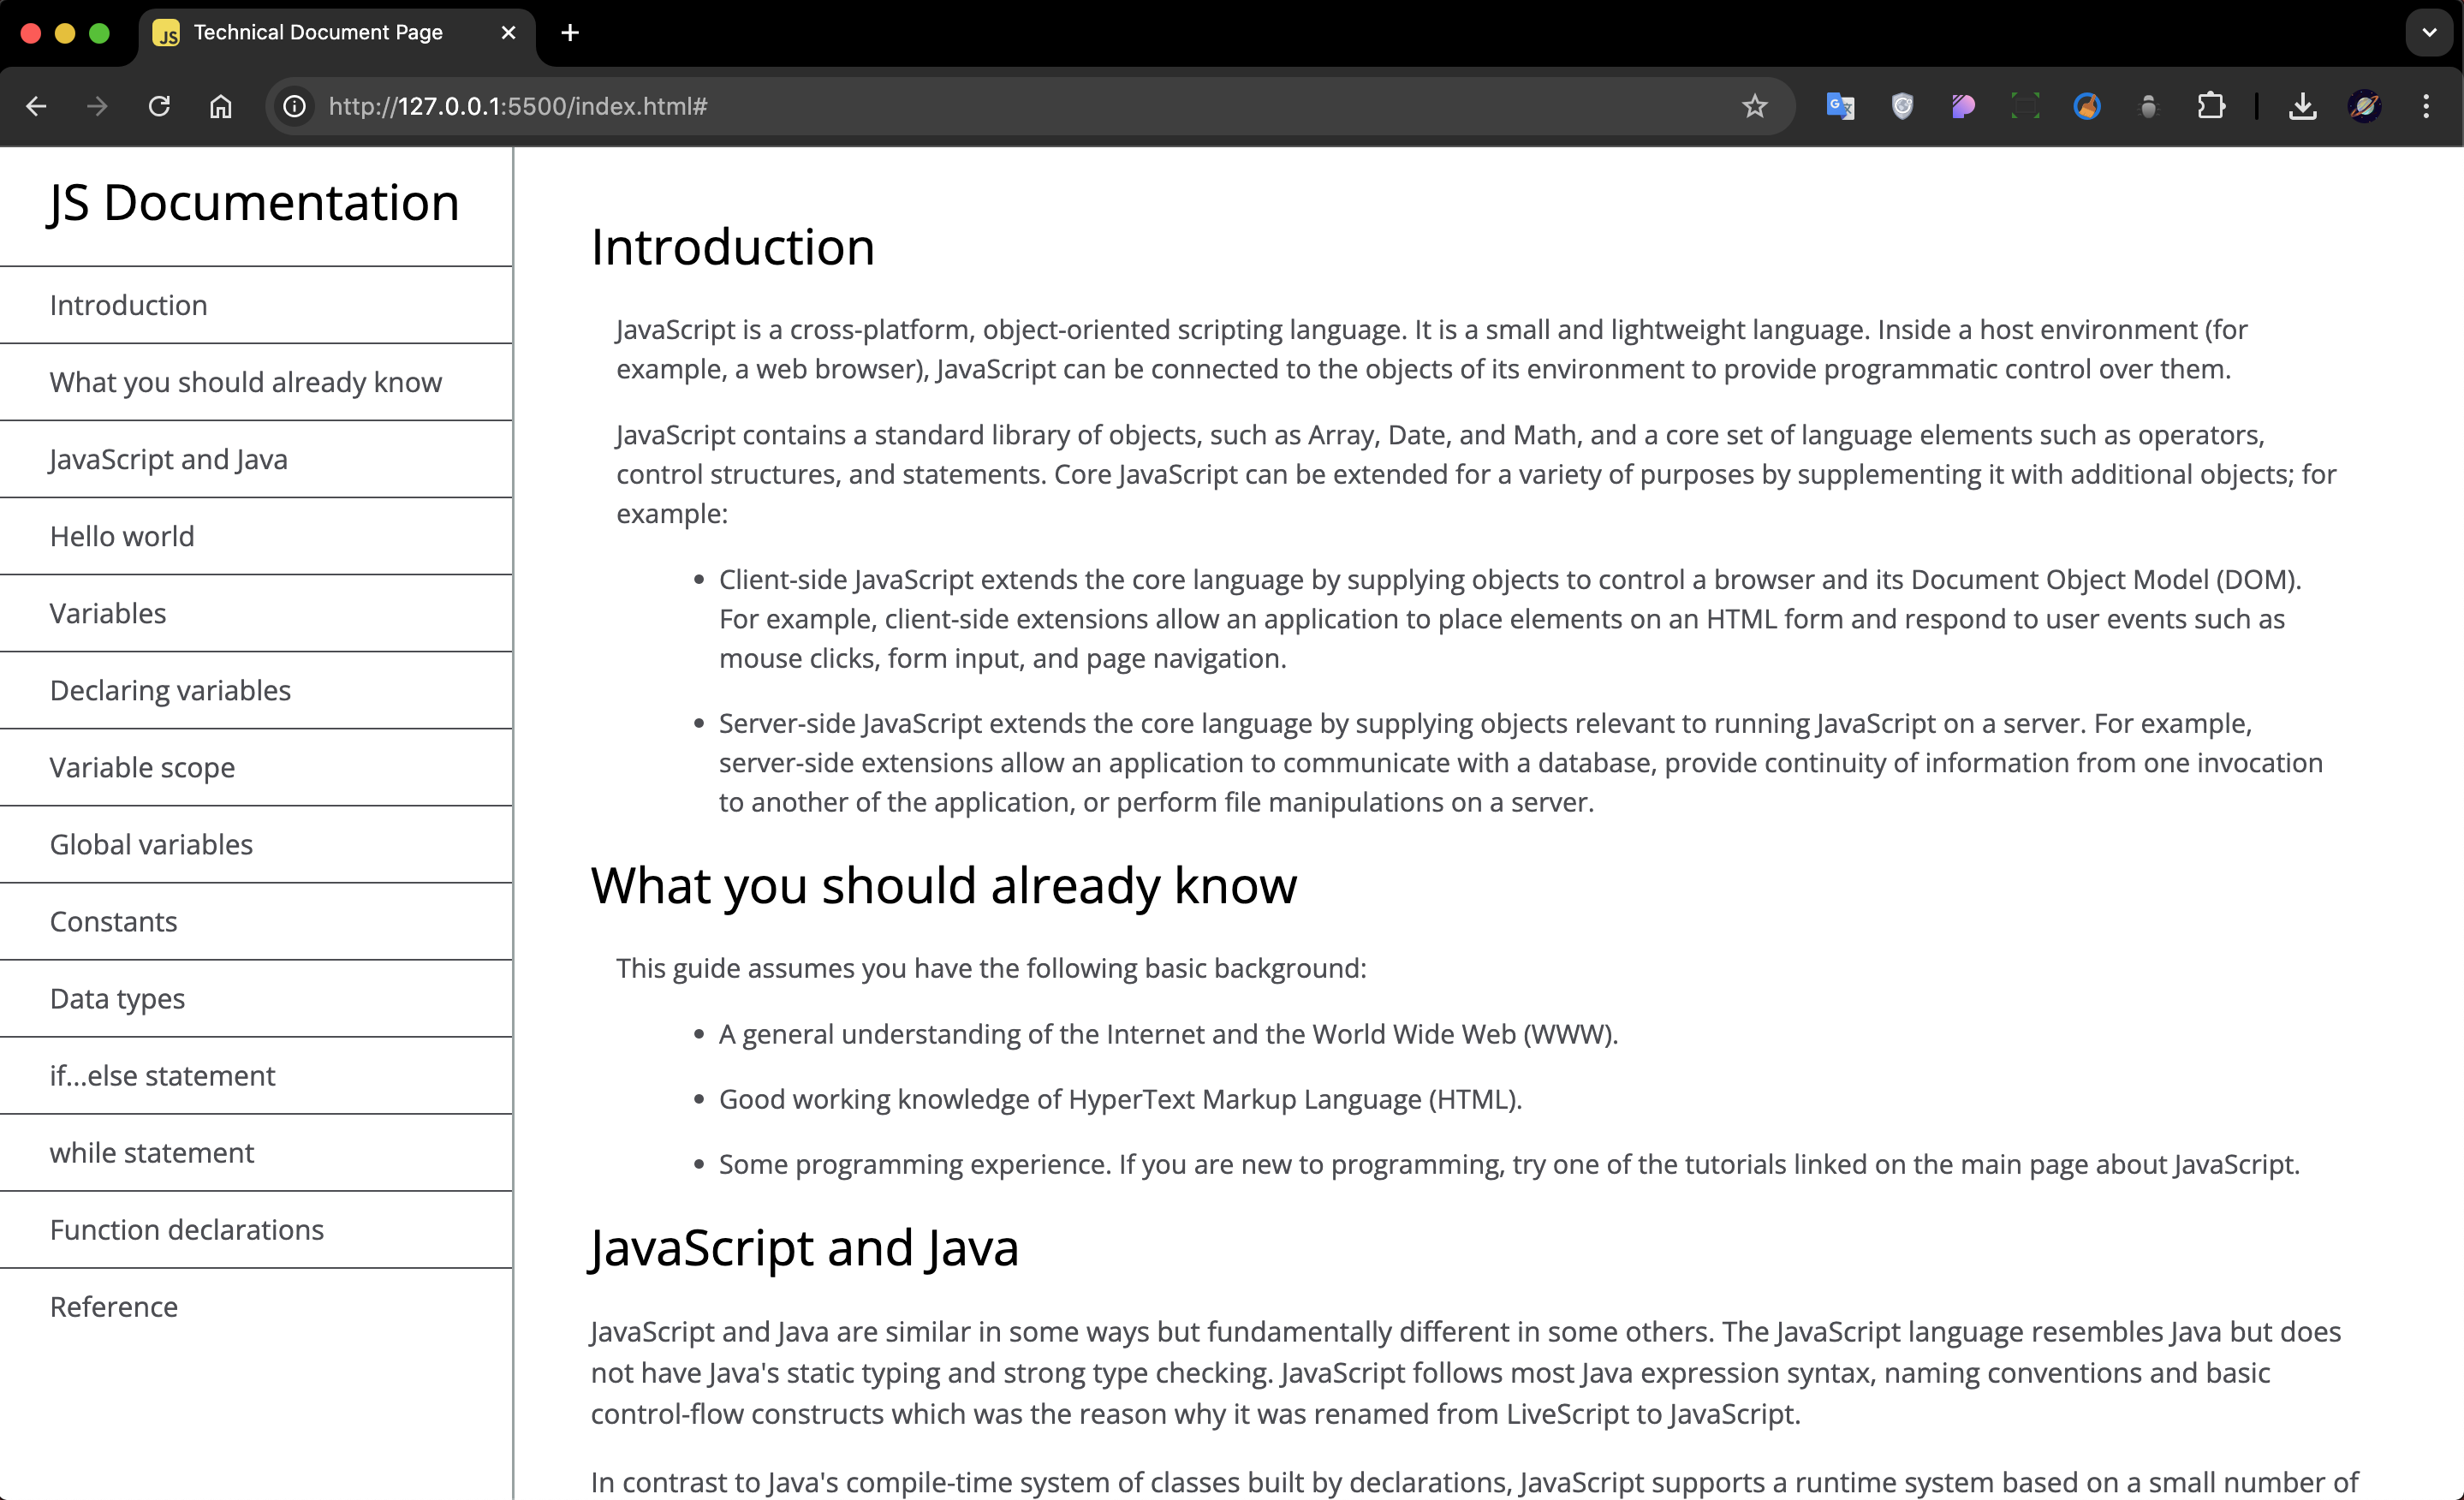 JS Technical Document Page
http://127.0.0.1:5500/index.html#
JS Documentation
Introduction
What you should already know
JavaScript and Java
Hello world
Variables
Declaring variables
Variable scope
Global variables
Constants
Data types
if...else statement
while statement
Function declarations
Reference
Introduction
JavaScript is a cross-platform, object-oriented scripting language. It is a small and lightweight language. Inside a host environment (for
example, a web browser), JavaScript can be connected to the objects of its environment to provide programmatic control over them.
JavaScript contains a standard library of objects, such as Array, Date, and Math, and a core set of language elements such as operators,
control structures, and statements. Core JavaScript can be extended for a variety of purposes by supplementing it with additional objects; for
example:
• Client-side JavaScript extends the core language by supplying objects to control a browser and its Document Object Model (DOM).
For example, client-side extensions allow an application to place elements on an HTML form and respond to user events such as
mouse clicks, form input, and page navigation.
• Server-side JavaScript extends the core language by supplying objects relevant to running JavaScript on a server. For example,
server-side extensions allow an application to communicate with a database, provide continuity of information from one invocation
to another of the application, or perform file manipulations on a server.
What you should already know
This guide assumes you have the following basic background:
• A general understanding of the Internet and the World Wide Web (WWW).
• Good working knowledge of HyperText Markup Language (HTML).
• Some programming experience. If you are new to programming, try one of the tutorials linked on the main page about JavaScript.
JavaScript and Java
JavaScript and Java are similar in some ways but fundamentally different in some others. The JavaScript language resembles Java but does
not have Java's static typing and strong type checking. JavaScript follows most Java expression syntax, naming conventions and basic
control-flow constructs which was the reason why it was renamed from LiveScript to JavaScript.
In contrast to Java's compile-time system of classes built by declarations, JavaScript supports a runtime system based on a small number of